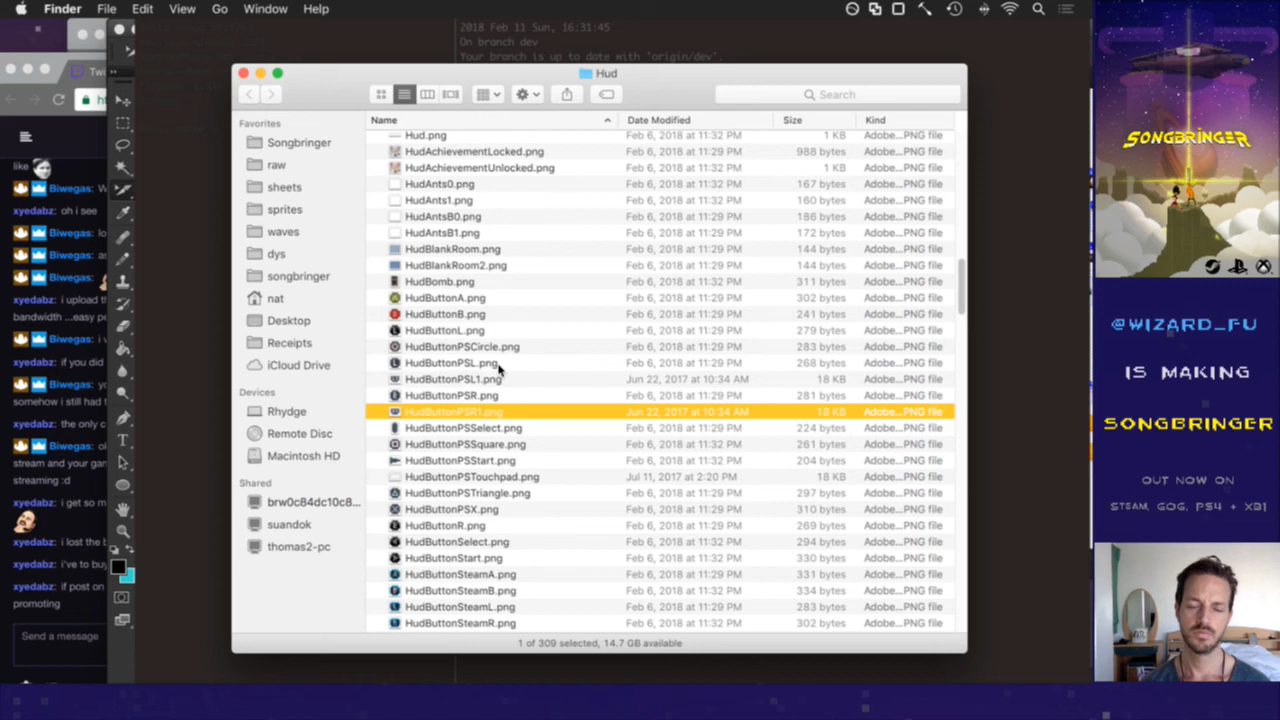 Finder File Edit View Go Window Help
2018 Feb 11 Sun, 16:31:45
On branch dev
Your branch is up to date with 'origin/dev'.
Hud
Search
Favorites
Songbringer
raw
sheets
sprites
waves
dys
songbringer
nat
Desktop
Receipts
iCloud Drive
Devices
Rhydge
Remote Disc
Macintosh HD
Shared
brw0c84dc10c8...
suandok
thomas2-pc
Name Date Modified Size Kind
Hud.png Feb 6, 2018 at 11:32 PM 1 KB Adobe...PNG file
HudAchievementLocked.png Feb 6, 2018 at 11:32 PM 988 bytes Adobe...PNG file
HudAchievementUnlocked.png Feb 6, 2018 at 11:29 PM 1 KB Adobe...PNG file
HudAnts0.png Feb 6, 2018 at 11:29 PM 167 bytes Adobe...PNG file
HudAnts1.png Feb 6, 2018 at 11:29 PM 160 bytes Adobe...PNG file
HudAntsB0.png Feb 6, 2018 at 11:29 PM 186 bytes Adobe...PNG file
HudAntsB1.png Feb 6, 2018 at 11:29 PM 172 bytes Adobe...PNG file
HudBlankRoom.png Feb 6, 2018 at 11:29 PM 144 bytes Adobe...PNG file
HudBlankRoom2.png Feb 6, 2018 at 11:29 PM 144 bytes Adobe...PNG file
HudBomb.png Feb 6, 2018 at 11:32 PM 311 bytes Adobe...PNG file
HudButtonA.png Feb 6, 2018 at 11:29 PM 302 bytes Adobe...PNG file
HudButtonB.png Feb 6, 2018 at 11:29 PM 241 bytes Adobe...PNG file
HudButtonL.png Feb 6, 2018 at 11:29 PM 279 bytes Adobe...PNG file
HudButtonPSCircle.png Feb 6, 2018 at 11:29 PM 283 bytes Adobe...PNG file
HudButtonPSL.png Feb 6, 2018 at 11:29 PM 268 bytes Adobe...PNG file
HudButtonPSL1.png Jun 22, 2017 at 10:34 AM 18 KB Adobe...PNG file
HudButtonPSR.png Feb 6, 2018 at 11:29 PM 281 bytes Adobe...PNG file
HudButtonPSR1.png Jun 22, 2017 at 10:34 AM 18 KB Adobe...PNG file
HudButtonPSSelect.png Feb 6, 2018 at 11:29 PM 224 bytes Adobe...PNG file
HudButtonPSSquare.png Feb 6, 2018 at 11:32 PM 261 bytes Adobe...PNG file
HudButtonPSStart.png Feb 6, 2018 at 11:32 PM 204 bytes Adobe...PNG file
HudButtonPSTouchpad.png Jul 11, 2017 at 2:20 PM 18 KB Adobe...PNG file
HudButtonPSTriangle.png Feb 6, 2018 at 11:29 PM 297 bytes Adobe...PNG file
HudButtonPSX.png Feb 6, 2018 at 11:32 PM 310 bytes Adobe...PNG file
HudButtonR.png Feb 6, 2018 at 11:29 PM 269 bytes Adobe...PNG file
HudButtonSelect.png Feb 6, 2018 at 11:32 PM 294 bytes Adobe...PNG file
HudButtonStart.png Feb 6, 2018 at 11:32 PM 330 bytes Adobe...PNG file
HudButtonSteamA.png Feb 6, 2018 at 11:29 PM 331 bytes Adobe...PNG file
HudButtonSteamB.png Feb 6, 2018 at 11:32 PM 334 bytes Adobe...PNG file
HudButtonSteamL.png Feb 6, 2018 at 11:29 PM 283 bytes Adobe...PNG file
HudButtonSteamR.png Feb 6, 2018 at 11:29 PM 302 bytes Adobe...PNG file
1 of 309 selected, 14.7 GB available
like
Biwegas: W
xyedabz: oh i see
Biwegas: lo
Biwegas: as
Biwegas:
xyedabz: i upload th
bandwidth ...easy pe
Biwegas: i w
xyedabz: if you did
Biwegas: yo
somehow i still had t
xyedabz: the only c
Biwegas: ok
stream and your gan
streaming :d
xyedabz: i get so m
xyedabz: i lost the b
xyedabz: i've to buy
xyedabz: if post on
promoting
Send a message
SONGBRINGER
@WIZARD_FU
IS MAKING
SONGBRINGER
OUT NOW ON
STEAM, GOG, PS4 + XB1